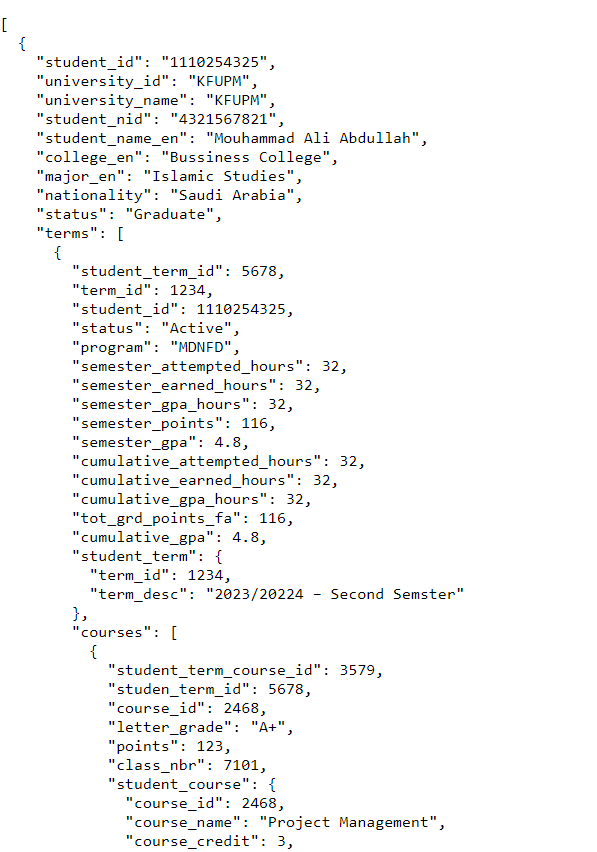 [
  {
    "student_id": "1110254325",
    "university_id": "KFUPM",
    "university_name": "KFUPM",
    "student_nid": "4321567821",
    "student_name_en": "Mouhammad Ali Abdullah",
    "college_en": "Bussiness College",
    "major_en": "Islamic Studies",
    "nationality": "Saudi Arabia",
    "status": "Graduate",
    "terms": [
      {
        "student_term_id": 5678,
        "term_id": 1234,
        "student_id": 1110254325,
        "status": "Active",
        "program": "MDNFD",
        "semester_attempted_hours": 32,
        "semester_earned_hours": 32,
        "semester_gpa_hours": 32,
        "semester_points": 116,
        "semester_gpa": 4.8,
        "cumulative_attempted_hours": 32,
        "cumulative_earned_hours": 32,
        "cumulative_gpa_hours": 32,
        "tot_grd_points_fa": 116,
        "cumulative_gpa": 4.8,
        "student_term": {
          "term_id": 1234,
          "term_desc": "2023/20224 – Second Semster"
        },
        "courses": [
          {
            "student_term_course_id": 3579,
            "studen_term_id": 5678,
            "course_id": 2468,
            "letter_grade": "A+",
            "points": 123,
            "class_nbr": 7101,
            "student_course": {
              "course_id": 2468,
              "course_name": "Project Management",
              "course_credit": 3,